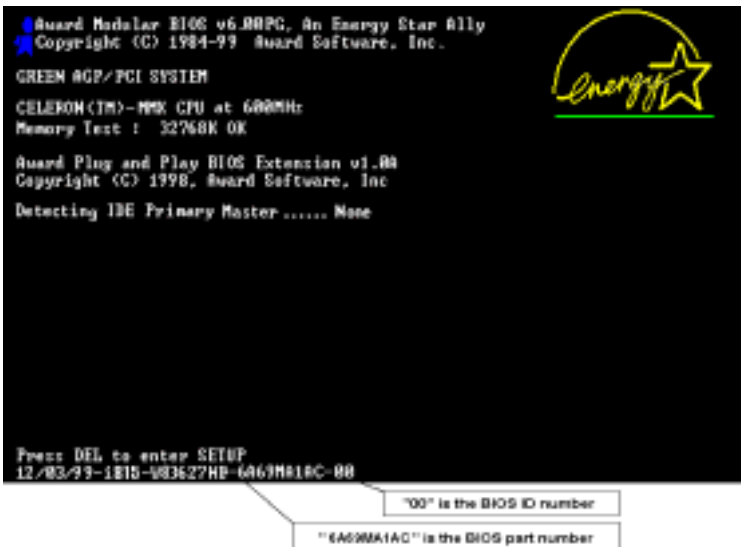 Award Modular BIOS v6.00PG, An Energy Star Ally
Copyright (C) 1984-99 Award Software, Inc.
energy
GREEN AGP/PCI SYSTEM
CELERON(TM)-MMX CPU at 600MHz
Memory Test : 32768K OK
Award Plug and Play BIOS Extension v1.0A
Copyright (C) 1998, Award Software, Inc
Detecting IDE Primary Master ...... None
Press DEL to enter SETUP
12/03/99-i815-W83627HF-6A69MA1AC-00
"00" is the BIOS ID number
"6A69MA1AC" is the BIOS part number